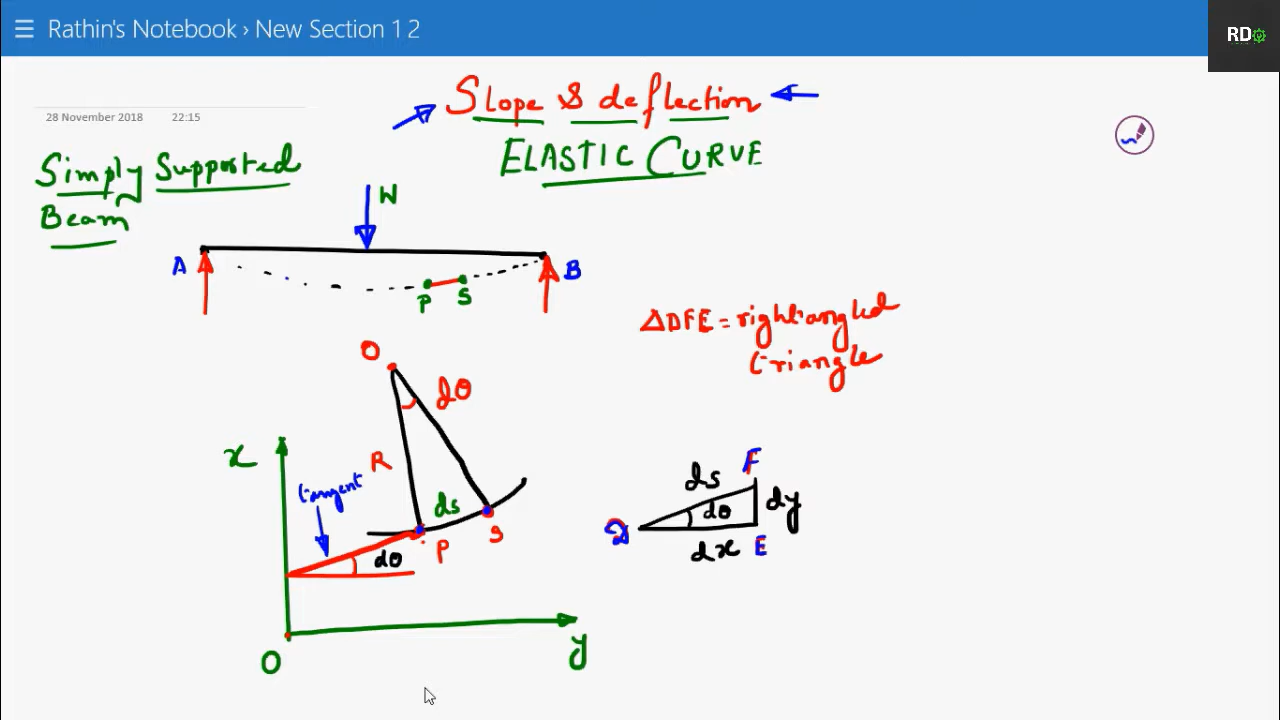 Rathin's Notebook › New Section 1 2
RD
Slope & deflection
28 November 2018 22:15
ELASTIC CURVE
Simply Supported
Beam
W
A
B
P S
ΔDFE = right-angled
triangle
O
dθ
x
R
tangent
ds
P
S
dθ
O
y
F
ds
dθ
dy
D
dx
E